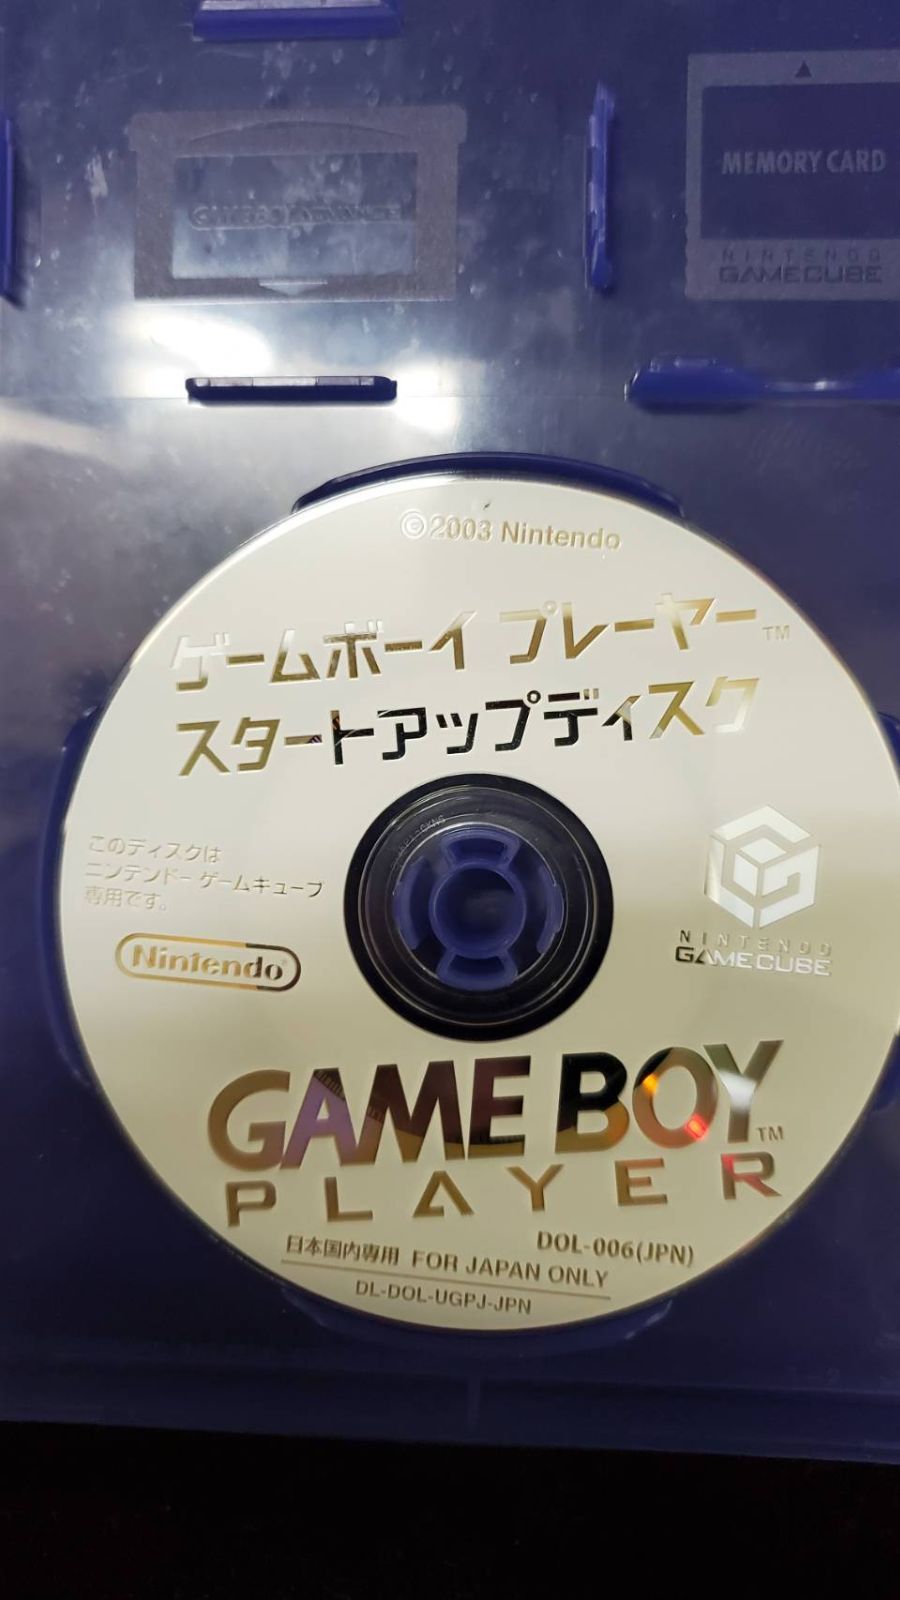 GAMEBOY ADVANCE
MEMORY CARD
NINTENDO
GAMECUBE
©2003 Nintendo
ゲームボーイ プレーヤー™
スタートアップディスク
このディスクは
ニンテンドー ゲームキューブ
専用です。
Nintendo
NINTENDO
GAMECUBE
GAME BOY™
PLAYER
DOL-006(JPN)
日本国内専用 FOR JAPAN ONLY
DL-DOL-UGPJ-JPN